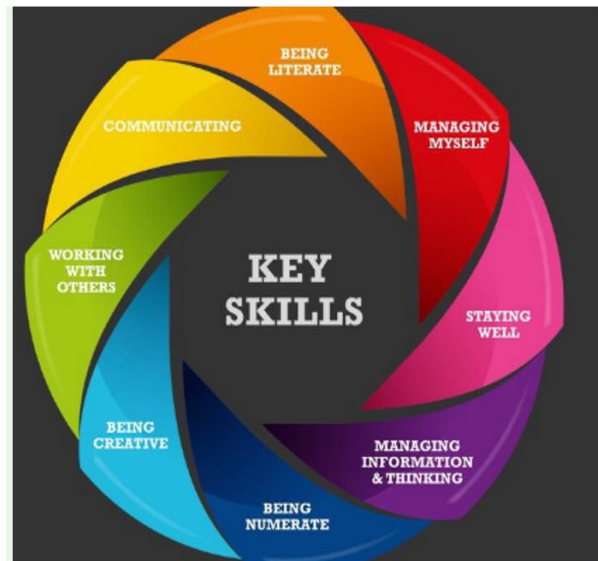 BEING
LITERATE
MANAGING
MYSELF
STAYING
WELL
MANAGING
INFORMATION
& THINKING
BEING
NUMERATE
BEING
CREATIVE
WORKING
WITH
OTHERS
COMMUNICATING
KEY
SKILLS